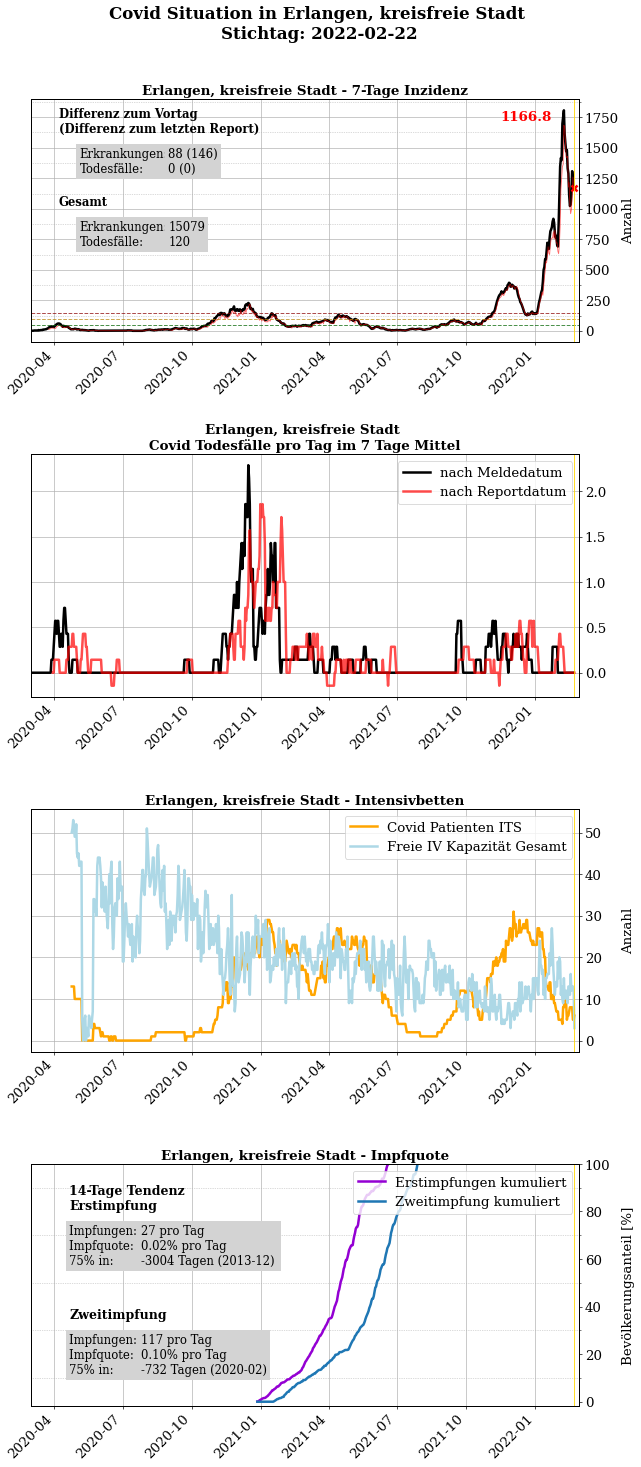 Covid Situation in Erlangen, kreisfreie Stadt
Stichtag: 2022-02-22
Erlangen, kreisfreie Stadt - 7-Tage Inzidenz
Differenz zum Vortag
(Differenz zum letzten Report)
Erkrankungen 88 (146)
Todesfälle: 0 (0)
Gesamt
Erkrankungen 15079
Todesfälle: 120
1166.8
1750
1500
1250
1000
750
500
250
0
Anzahl
2020-04 2020-07 2020-10 2021-01 2021-04 2021-07 2021-10 2022-01
Erlangen, kreisfreie Stadt
Covid Todesfälle pro Tag im 7 Tage Mittel
nach Meldedatum
nach Reportdatum
2.0
1.5
1.0
0.5
0.0
2020-04 2020-07 2020-10 2021-01 2021-04 2021-07 2021-10 2022-01
Erlangen, kreisfreie Stadt - Intensivbetten
Covid Patienten ITS
Freie IV Kapazität Gesamt
50
40
30
20
10
0
Anzahl
2020-04 2020-07 2020-10 2021-01 2021-04 2021-07 2021-10 2022-01
Erlangen, kreisfreie Stadt - Impfquote
14-Tage Tendenz
Erstimpfung
Impfungen: 27 pro Tag
Impfquote: 0.02% pro Tag
75% in: -3004 Tagen (2013-12)
Zweitimpfung
Impfungen: 117 pro Tag
Impfquote: 0.10% pro Tag
75% in: -732 Tagen (2020-02)
Erstimpfungen kumuliert
Zweitimpfung kumuliert
100
80
60
40
20
0
Bevölkerungsanteil [%]
2020-04 2020-07 2020-10 2021-01 2021-04 2021-07 2021-10 2022-01